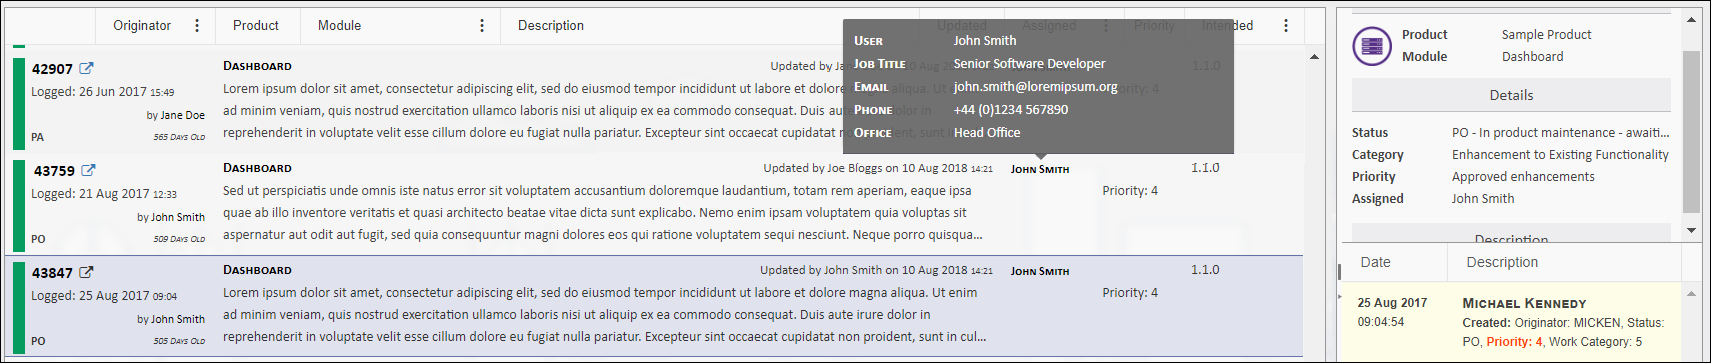 Originator Product Module Description Updated Assigned Priority Intended
User John Smith
Job Title Senior Software Developer
Email john.smith@loremipsum.org
Phone +44 (0)1234 567890
Office Head Office
42907 Dashboard Updated by Jan 10 Aug 2018 1.1.0
Logged: 26 Jun 2017 15:49 Lorem ipsum dolor sit amet, consectetur adipiscing elit, sed do eiusmod tempor incididunt ut labore et dolore magna aliqua. Ut enim Priority: 4
by Jane Doe ad minim veniam, quis nostrud exercitation ullamco laboris nisi ut aliquip ex ea commodo consequat. Duis aute irure dolor in
PA 565 Days Old reprehenderit in voluptate velit esse cillum dolore eu fugiat nulla pariatur. Excepteur sint occaecat cupidatat non proident, sunt in
43759 Dashboard Updated by Joe Bloggs on 10 Aug 2018 14:21 John Smith 1.1.0
Logged: 21 Aug 2017 12:33 Sed ut perspiciatis unde omnis iste natus error sit voluptatem accusantium doloremque laudantium, totam rem aperiam, eaque ipsa Priority: 4
by John Smith quae ab illo inventore veritatis et quasi architecto beatae vitae dicta sunt explicabo. Nemo enim ipsam voluptatem quia voluptas sit
PO 509 Days Old aspernatur aut odit aut fugit, sed quia consequuntur magni dolores eos qui ratione voluptatem sequi nesciunt. Neque porro quisqua...
43847 Dashboard Updated by John Smith on 10 Aug 2018 14:21 John Smith 1.1.0
Logged: 25 Aug 2017 09:04 Lorem ipsum dolor sit amet, consectetur adipiscing elit, sed do eiusmod tempor incididunt ut labore et dolore magna aliqua. Ut enim Priority: 4
by John Smith ad minim veniam, quis nostrud exercitation ullamco laboris nisi ut aliquip ex ea commodo consequat. Duis aute irure dolor in
PO 505 Days Old reprehenderit in voluptate velit esse cillum dolore eu fugiat nulla pariatur. Excepteur sint occaecat cupidatat non proident, sunt in cul...
Product Sample Product
Module Dashboard
Details
Status PO - In product maintenance - awaiti...
Category Enhancement to Existing Functionality
Priority Approved enhancements
Assigned John Smith
Description
Date Description
25 Aug 2017 Michael Kennedy
09:04:54 Created: Originator: MICKEN, Status:
PO, Priority: 4, Work Category: 5